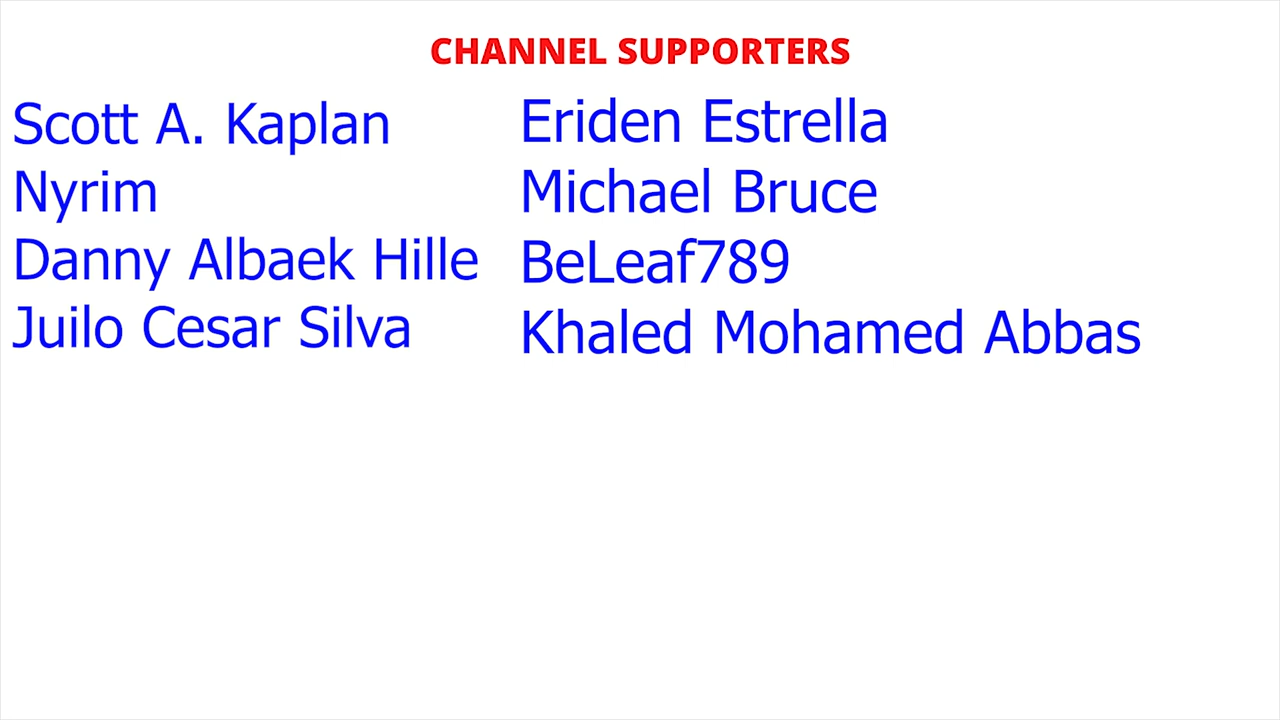 CHANNEL SUPPORTERS
Scott A. Kaplan
Nyrim
Danny Albaek Hille
Juilo Cesar Silva
Eriden Estrella
Michael Bruce
BeLeaf789
Khaled Mohamed Abbas